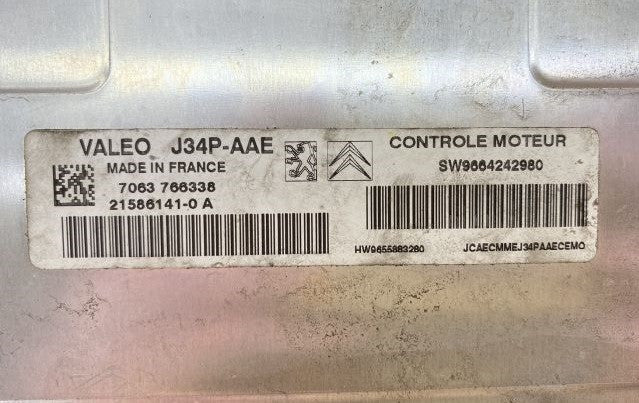 VALEO J34P-AAE
MADE IN FRANCE
7063 766338
21586141-0 A
CONTROLE MOTEUR
SW9664242980
HW9655883280
JCAECMMEJ34PAAECEMO